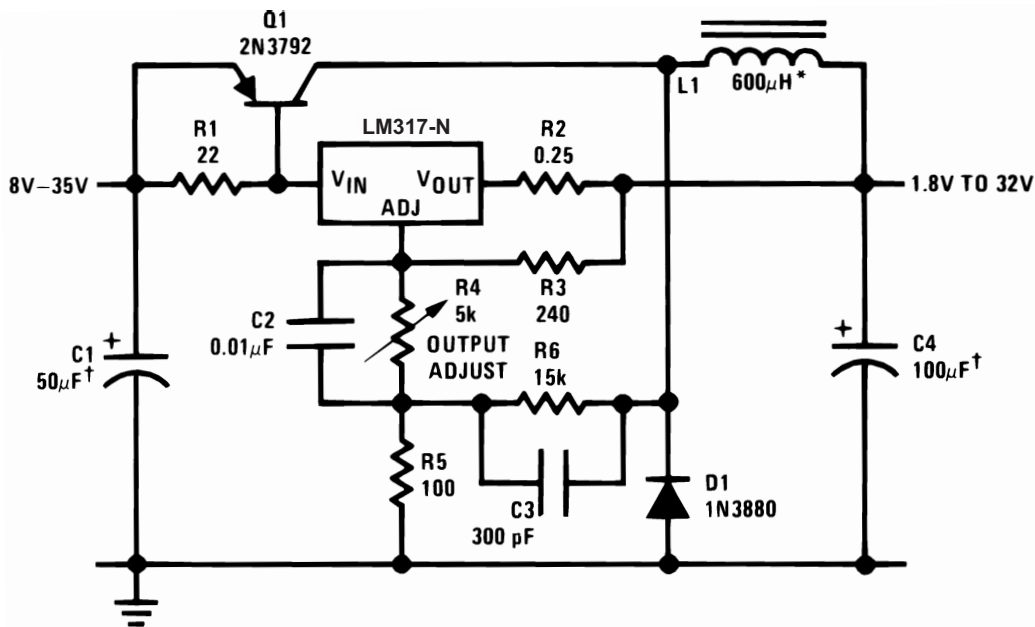 Q1
2N3792
L1
600μH*
R1
22
LM317-N
R2
0.25
8V–35V
VIN
VOUT
ADJ
1.8V TO 32V
R3
240
R4
5k
OUTPUT
ADJUST
C2
0.01μF
R6
15k
C1
+
50μF†
+
C4
100μF†
R5
100
C3
300 pF
D1
1N3880